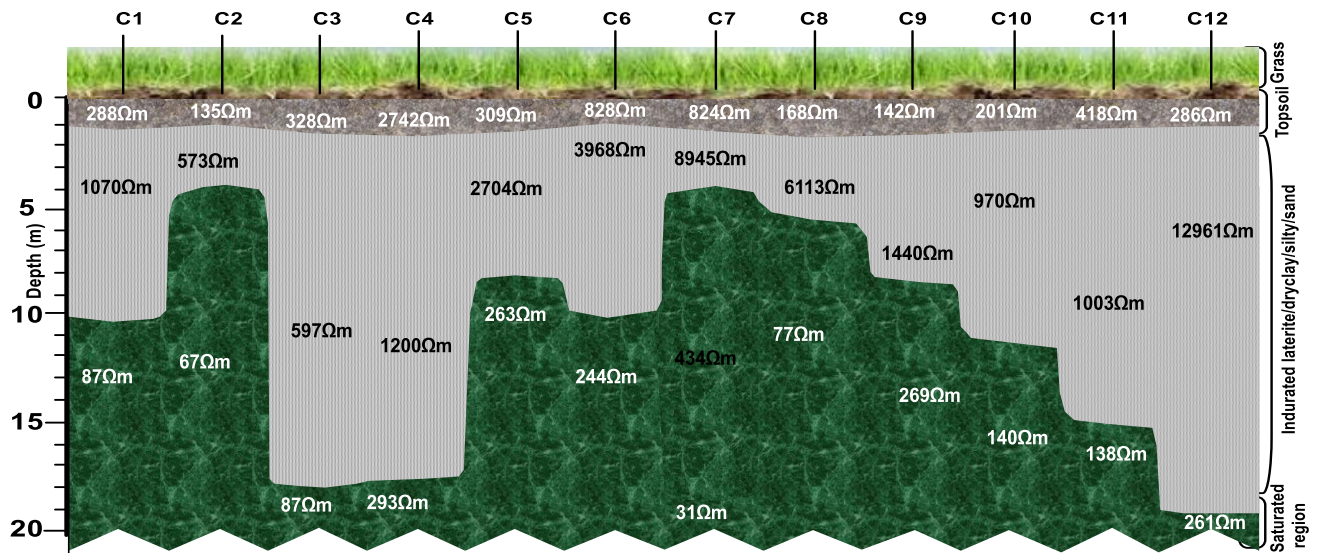 C1 C2 C3 C4 C5 C6 C7 C8 C9 C10 C11 C12
Grass
0
288Ωm 135Ωm 328Ωm 2742Ωm 309Ωm 828Ωm 824Ωm 168Ωm 142Ωm 201Ωm 418Ωm 286Ωm
Topsoil
1070Ωm 573Ωm 2704Ωm 3968Ωm 8945Ωm 6113Ωm 970Ωm 12961Ωm
5
Depth (m)
1440Ωm
Indurated laterite/dryclay/silty/sand
10
597Ωm 1200Ωm 263Ωm 77Ωm 1003Ωm
87Ωm 67Ωm 244Ωm 434Ωm 269Ωm
15
140Ωm 138Ωm
87Ωm 293Ωm 31Ωm 261Ωm
20
Saturated
region